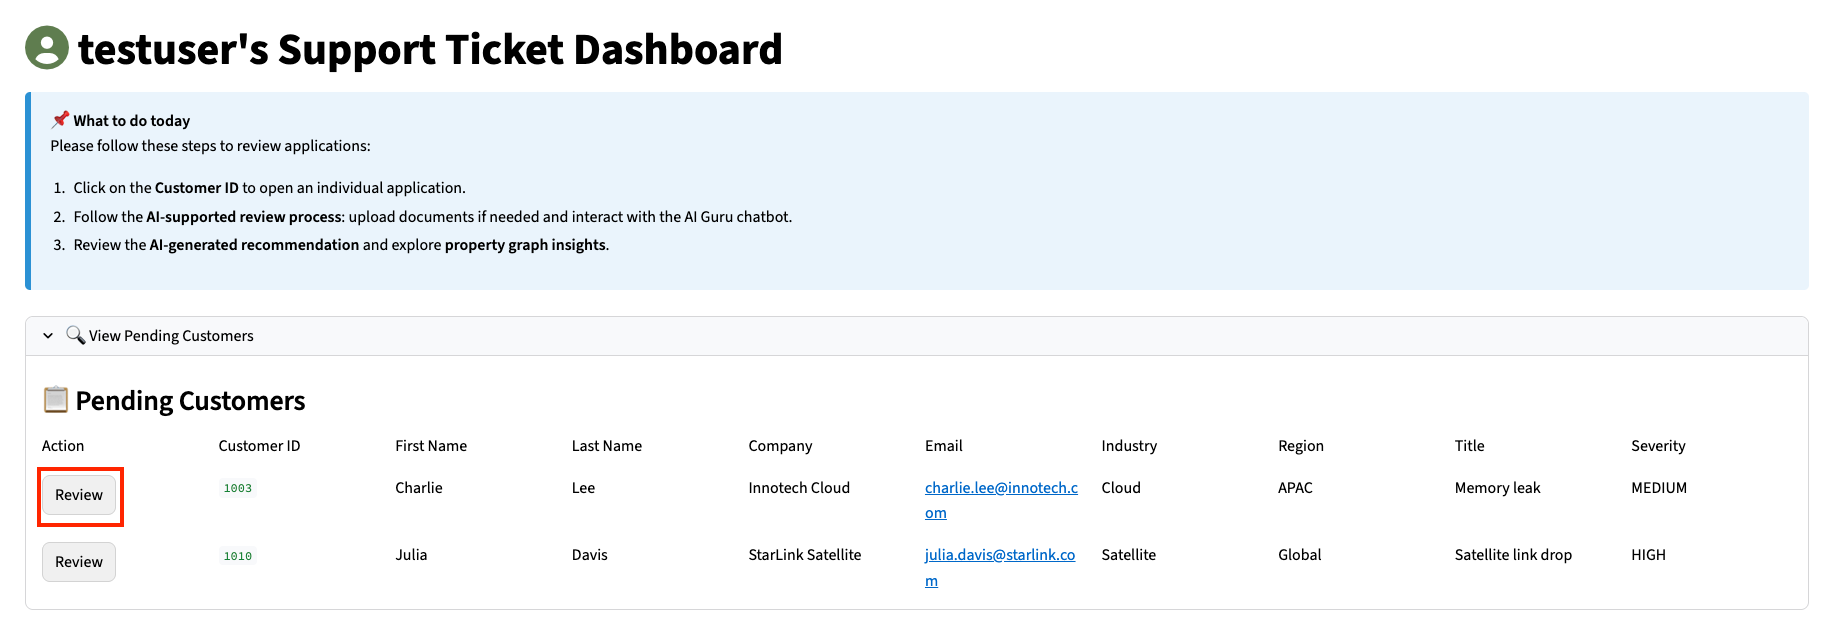 testuser's Support Ticket Dashboard
What to do today
Please follow these steps to review applications:
1. Click on the Customer ID to open an individual application.
2. Follow the AI-supported review process: upload documents if needed and interact with the AI Guru chatbot.
3. Review the AI-generated recommendation and explore property graph insights.
View Pending Customers
Pending Customers
Action Customer ID First Name Last Name Company Email Industry Region Title Severity
Review 1003 Charlie Lee Innotech Cloud charlie.lee@innotech.c Cloud APAC Memory leak MEDIUM
om
Review 1010 Julia Davis StarLink Satellite julia.davis@starlink.co Satellite Global Satellite link drop HIGH
m